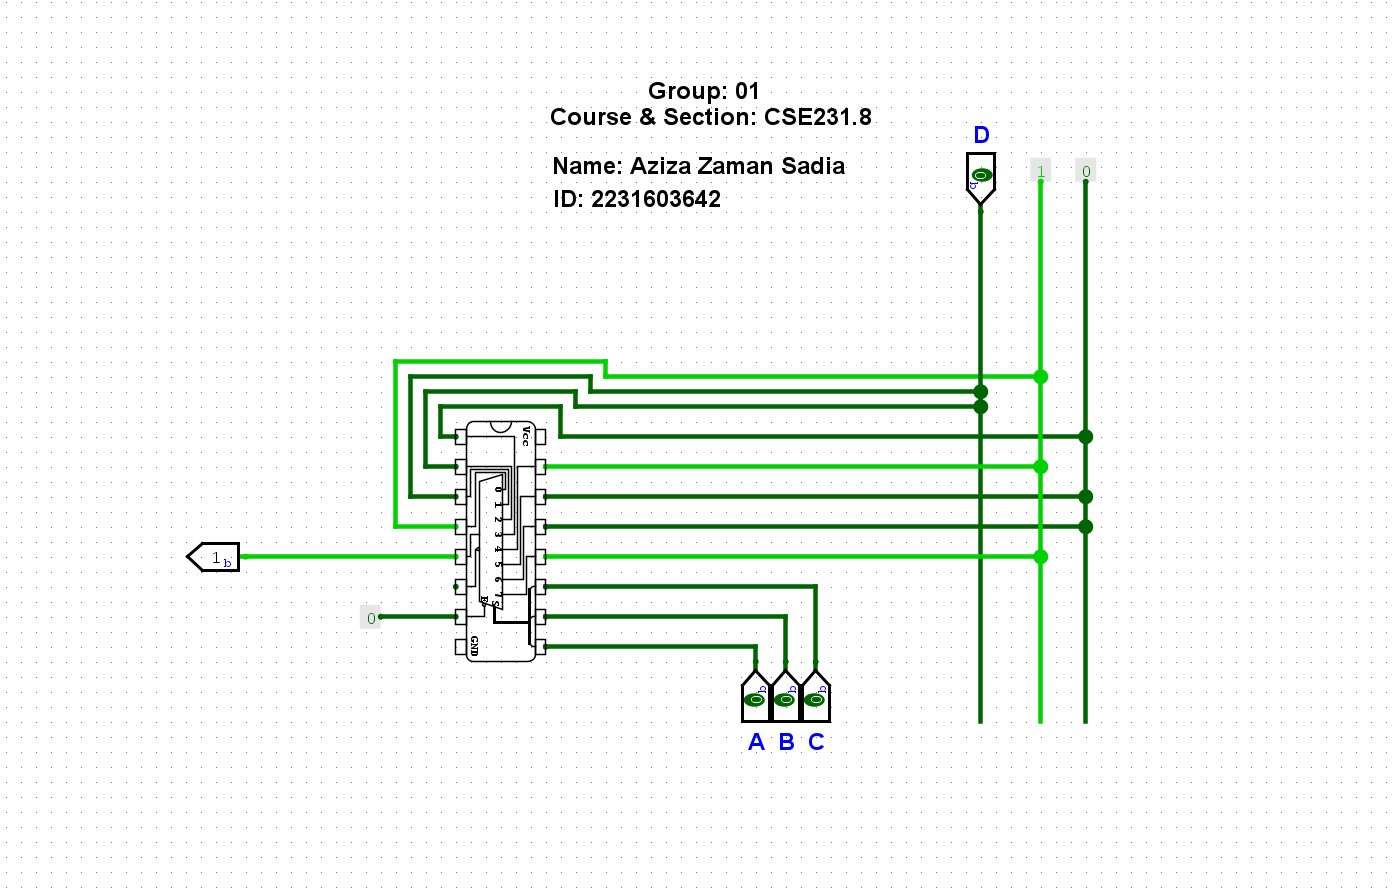 Group: 01
Course & Section: CSE231.8
D
Name: Aziza Zaman Sadia
1
0
0
b
ID: 2231603642
Vcc
0
1
2
3
4
5
6
7
E
S
GND
1 b
0
b b b
0 0 0
A B C